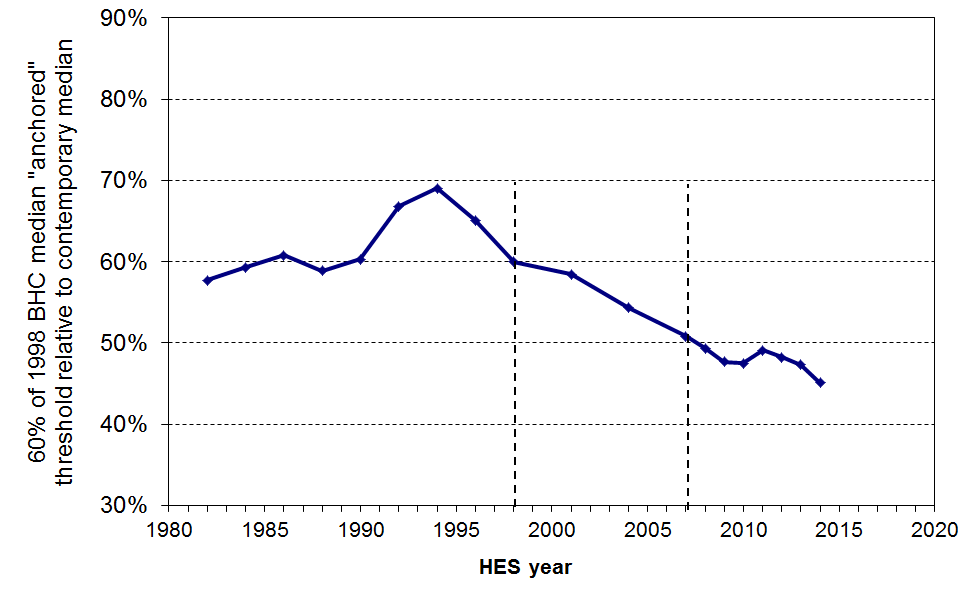 60% of 1998 BHC median "anchored"
threshold relative to contemporary median
90%
80%
70%
60%
50%
40%
30%
1980 1985 1990 1995 2000 2005 2010 2015 2020
HES year